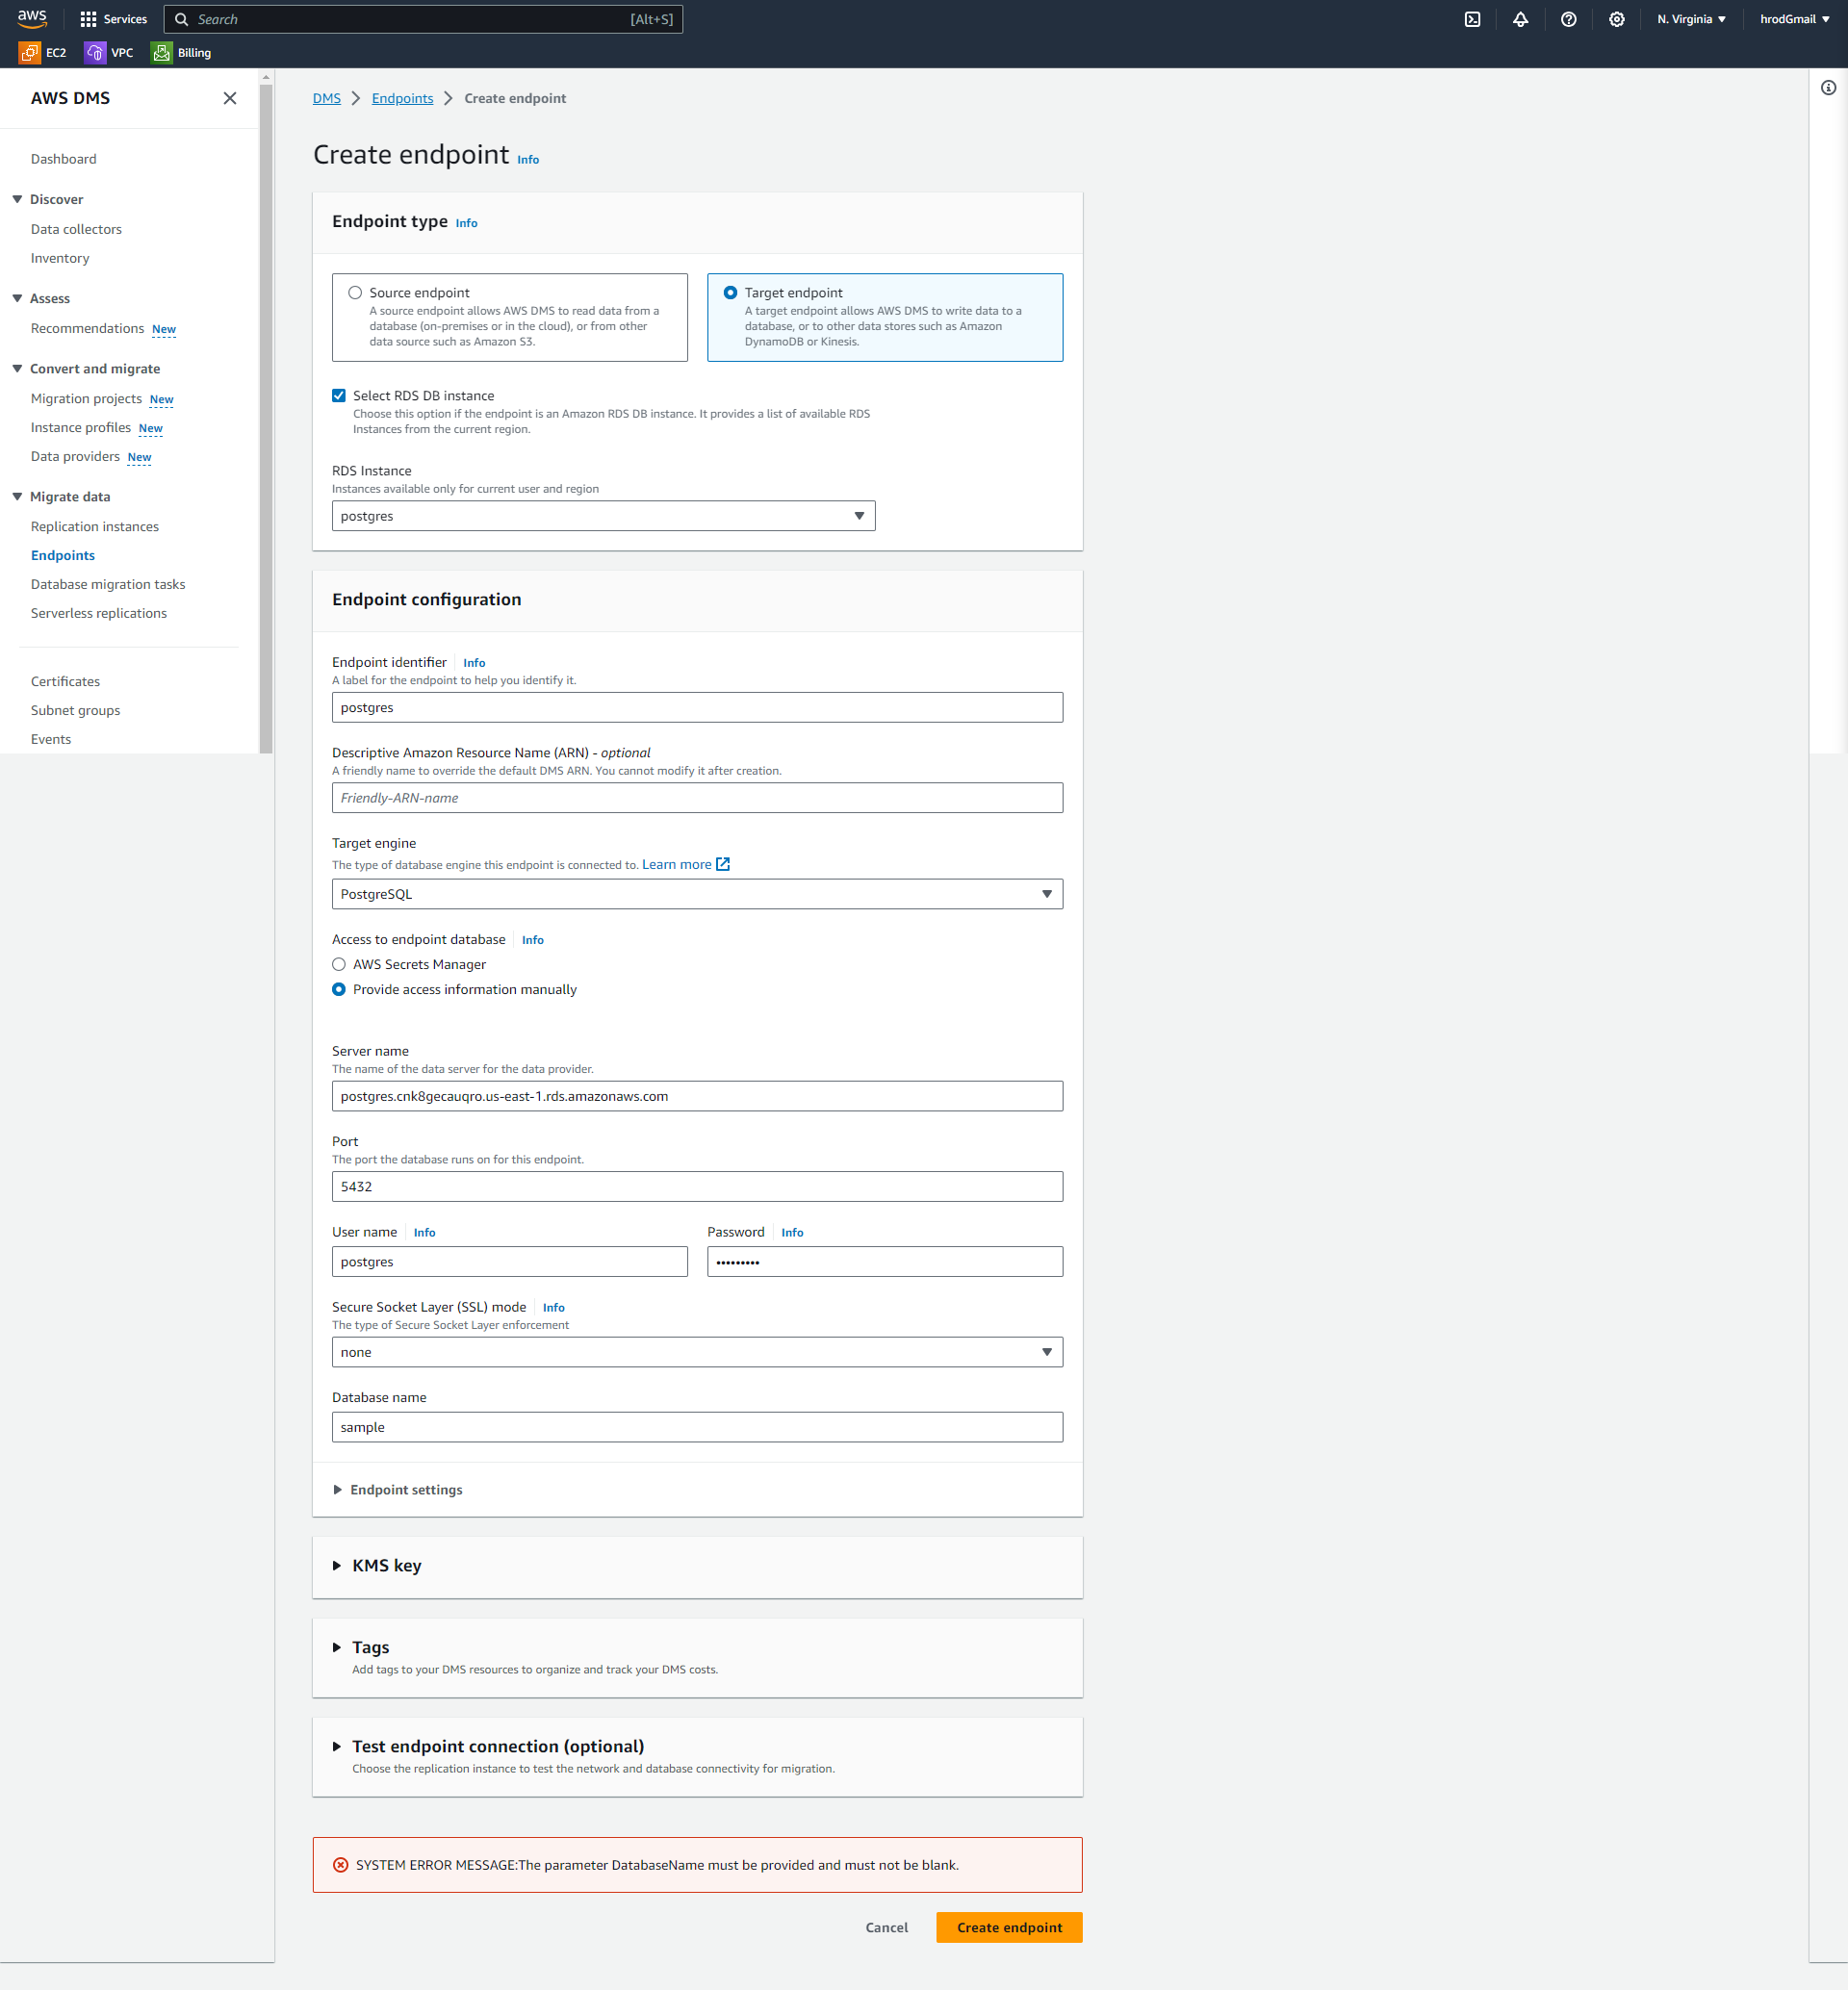 aws
Services
Search
[Alt+S]
N. Virginia
hrodGmail
EC2
VPC
Billing
AWS DMS
Dashboard
Discover
Data collectors
Inventory
Assess
Recommendations New
Convert and migrate
Migration projects New
Instance profiles New
Data providers New
Migrate data
Replication instances
Endpoints
Database migration tasks
Serverless replications
Certificates
Subnet groups
Events
DMS
Endpoints
Create endpoint
Create endpoint Info
Endpoint type Info
Source endpoint
A source endpoint allows AWS DMS to read data from a
database (on-premises or in the cloud), or from other
data source such as Amazon S3.
Target endpoint
A target endpoint allows AWS DMS to write data to a
database, or to other data stores such as Amazon
DynamoDB or Kinesis.
Select RDS DB instance
Choose this option if the endpoint is an Amazon RDS DB instance. It provides a list of available RDS
Instances from the current region.
RDS Instance
Instances available only for current user and region
postgres
Endpoint configuration
Endpoint identifier Info
A label for the endpoint to help you identify it.
postgres
Descriptive Amazon Resource Name (ARN) - optional
A friendly name to override the default DMS ARN. You cannot modify it after creation.
Friendly-ARN-name
Target engine
The type of database engine this endpoint is connected to. Learn more
PostgreSQL
Access to endpoint database Info
AWS Secrets Manager
Provide access information manually
Server name
The name of the data server for the data provider.
postgres.cnk8gecauqro.us-east-1.rds.amazonaws.com
Port
The port the database runs on for this endpoint.
5432
User name Info
postgres
Password Info
•••••••••
Secure Socket Layer (SSL) mode Info
The type of Secure Socket Layer enforcement
none
Database name
sample
Endpoint settings
KMS key
Tags
Add tags to your DMS resources to organize and track your DMS costs.
Test endpoint connection (optional)
Choose the replication instance to test the network and database connectivity for migration.
SYSTEM ERROR MESSAGE:The parameter DatabaseName must be provided and must not be blank.
Cancel
Create endpoint